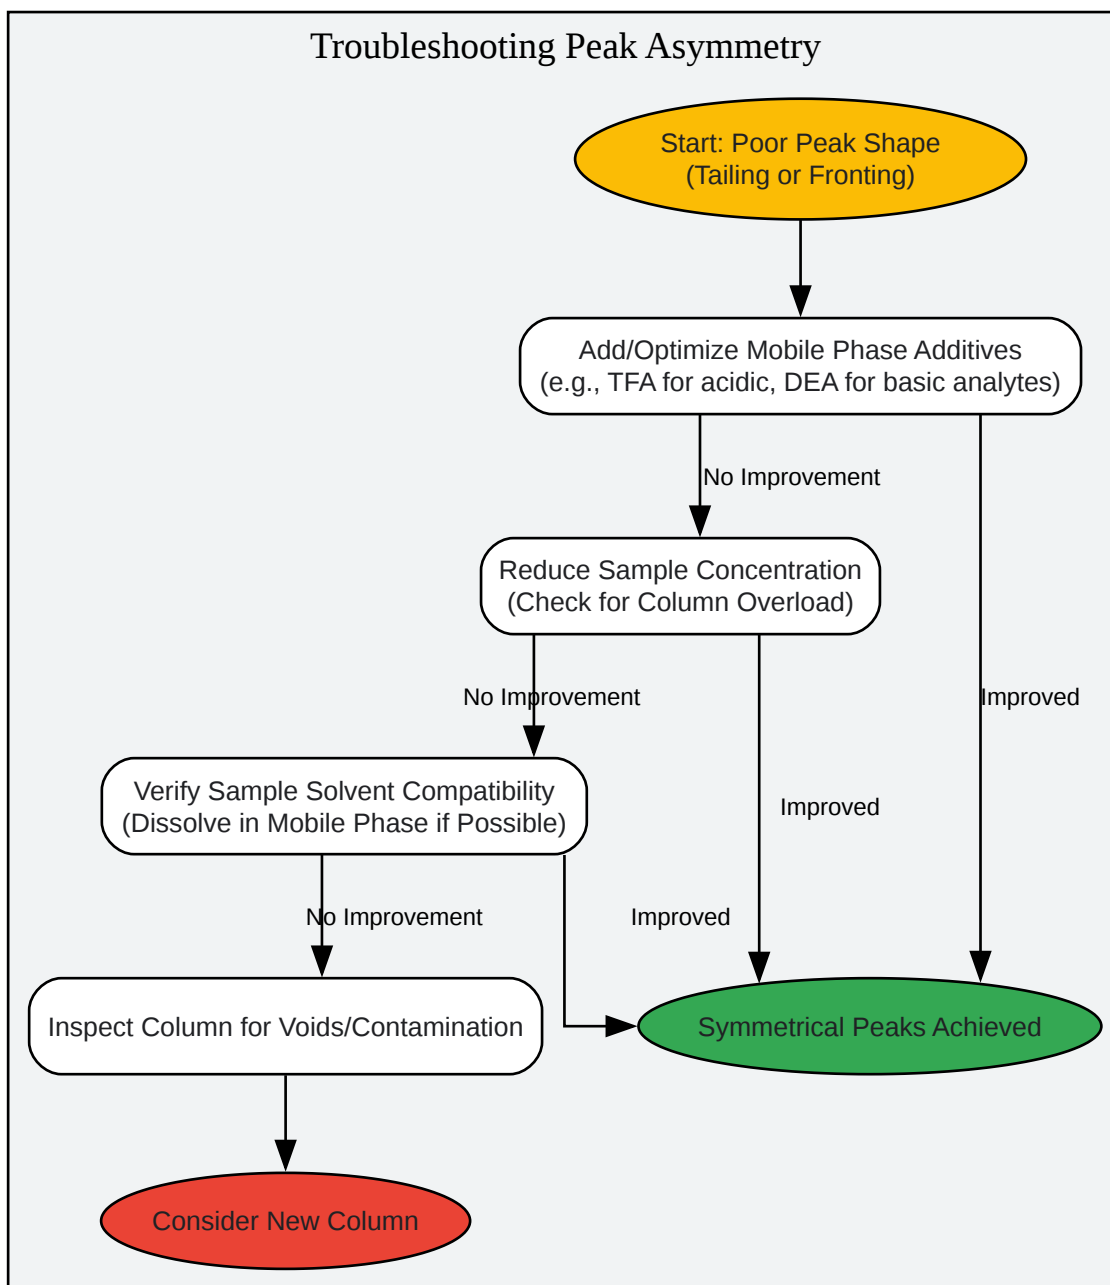 Troubleshooting Peak Asymmetry
Start: Poor Peak Shape
(Tailing or Fronting)
Add/Optimize Mobile Phase Additives
(e.g., TFA for acidic, DEA for basic analytes)
No Improvement
Reduce Sample Concentration
(Check for Column Overload)
No Improvement
Improved
Verify Sample Solvent Compatibility
(Dissolve in Mobile Phase if Possible)
Improved
No Improvement
Improved
Inspect Column for Voids/Contamination
Symmetrical Peaks Achieved
Consider New Column